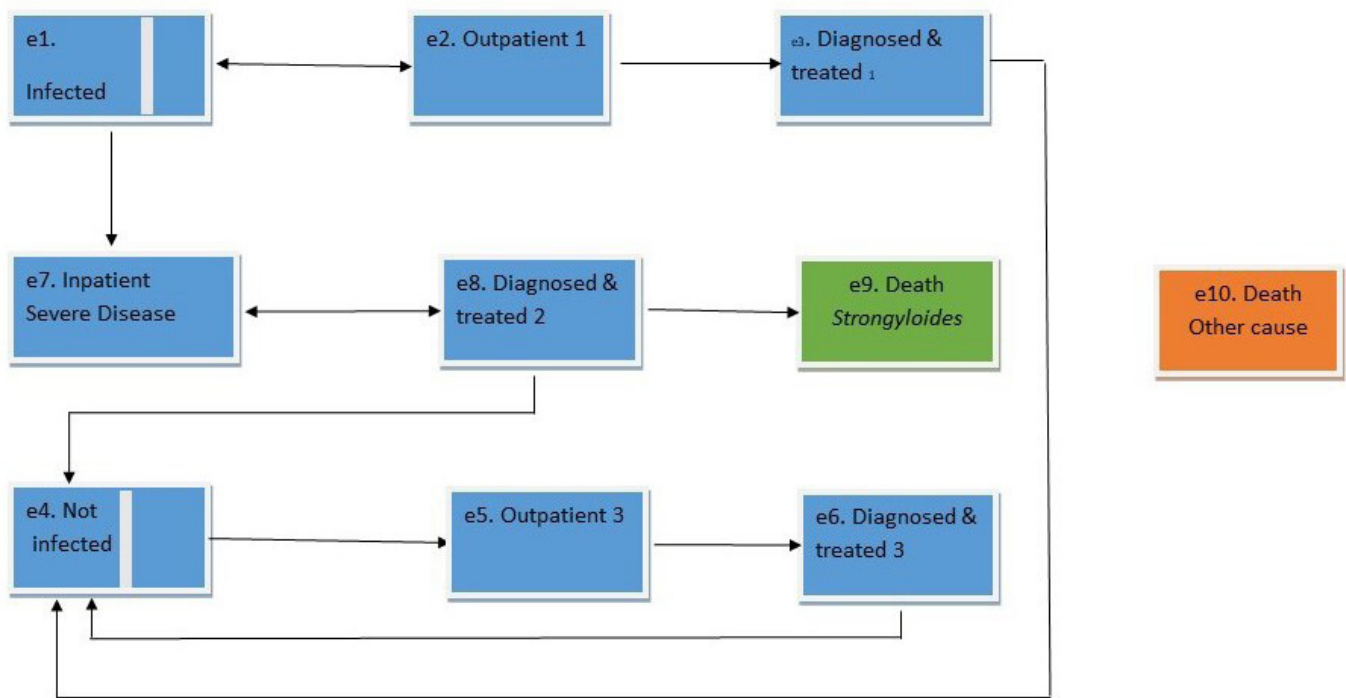 e1.
Infected
e2. Outpatient 1
e3. Diagnosed &
treated 1
e7. Inpatient
Severe Disease
e8. Diagnosed &
treated 2
e9. Death
Strongyloides
e10. Death
Other cause
e4. Not
infected
e5. Outpatient 3
e6. Diagnosed &
treated 3